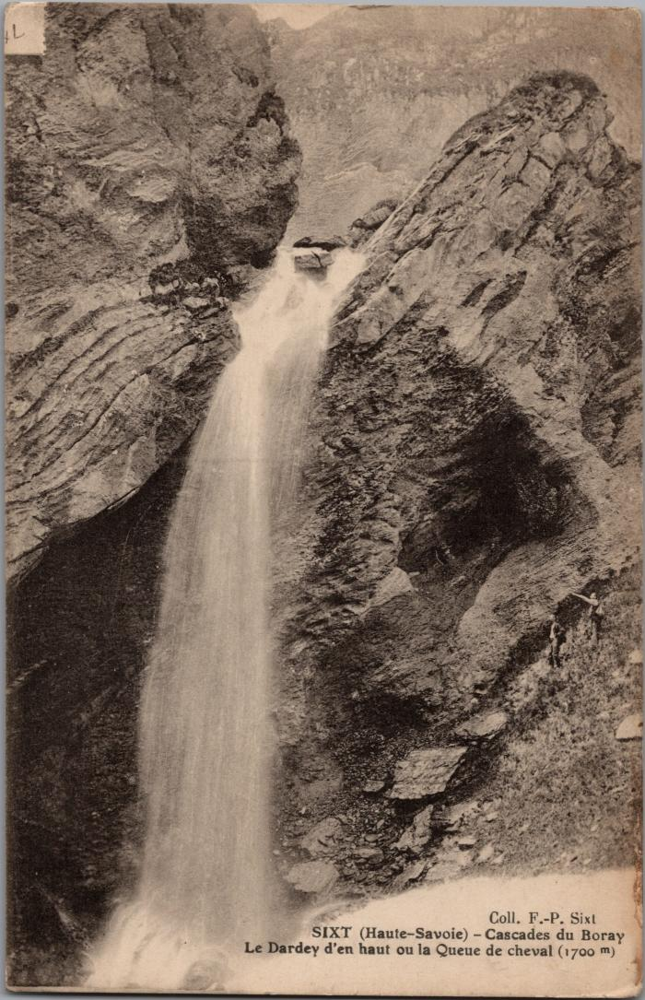 Coll. F.-P. Sixt
SIXT (Haute-Savoie) - Cascades du Boray
Le Dardey d'en haut ou la Queue de cheval (1700 m)